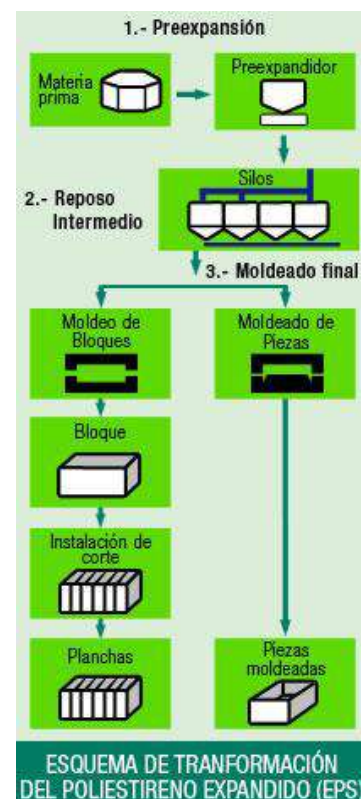 1.- Preexpansión
Materia
prima
Preexpandidor
Silos
2.- Reposo
Intermedio
3.- Moldeado final
Moldeo de
Bloques
Moldeado de
Piezas
Bloque
Instalación de
corte
Planchas
Piezas
moldeadas
ESQUEMA DE TRANFORMACIÓN
DEL POLIESTIRENO EXPANDIDO (EPS